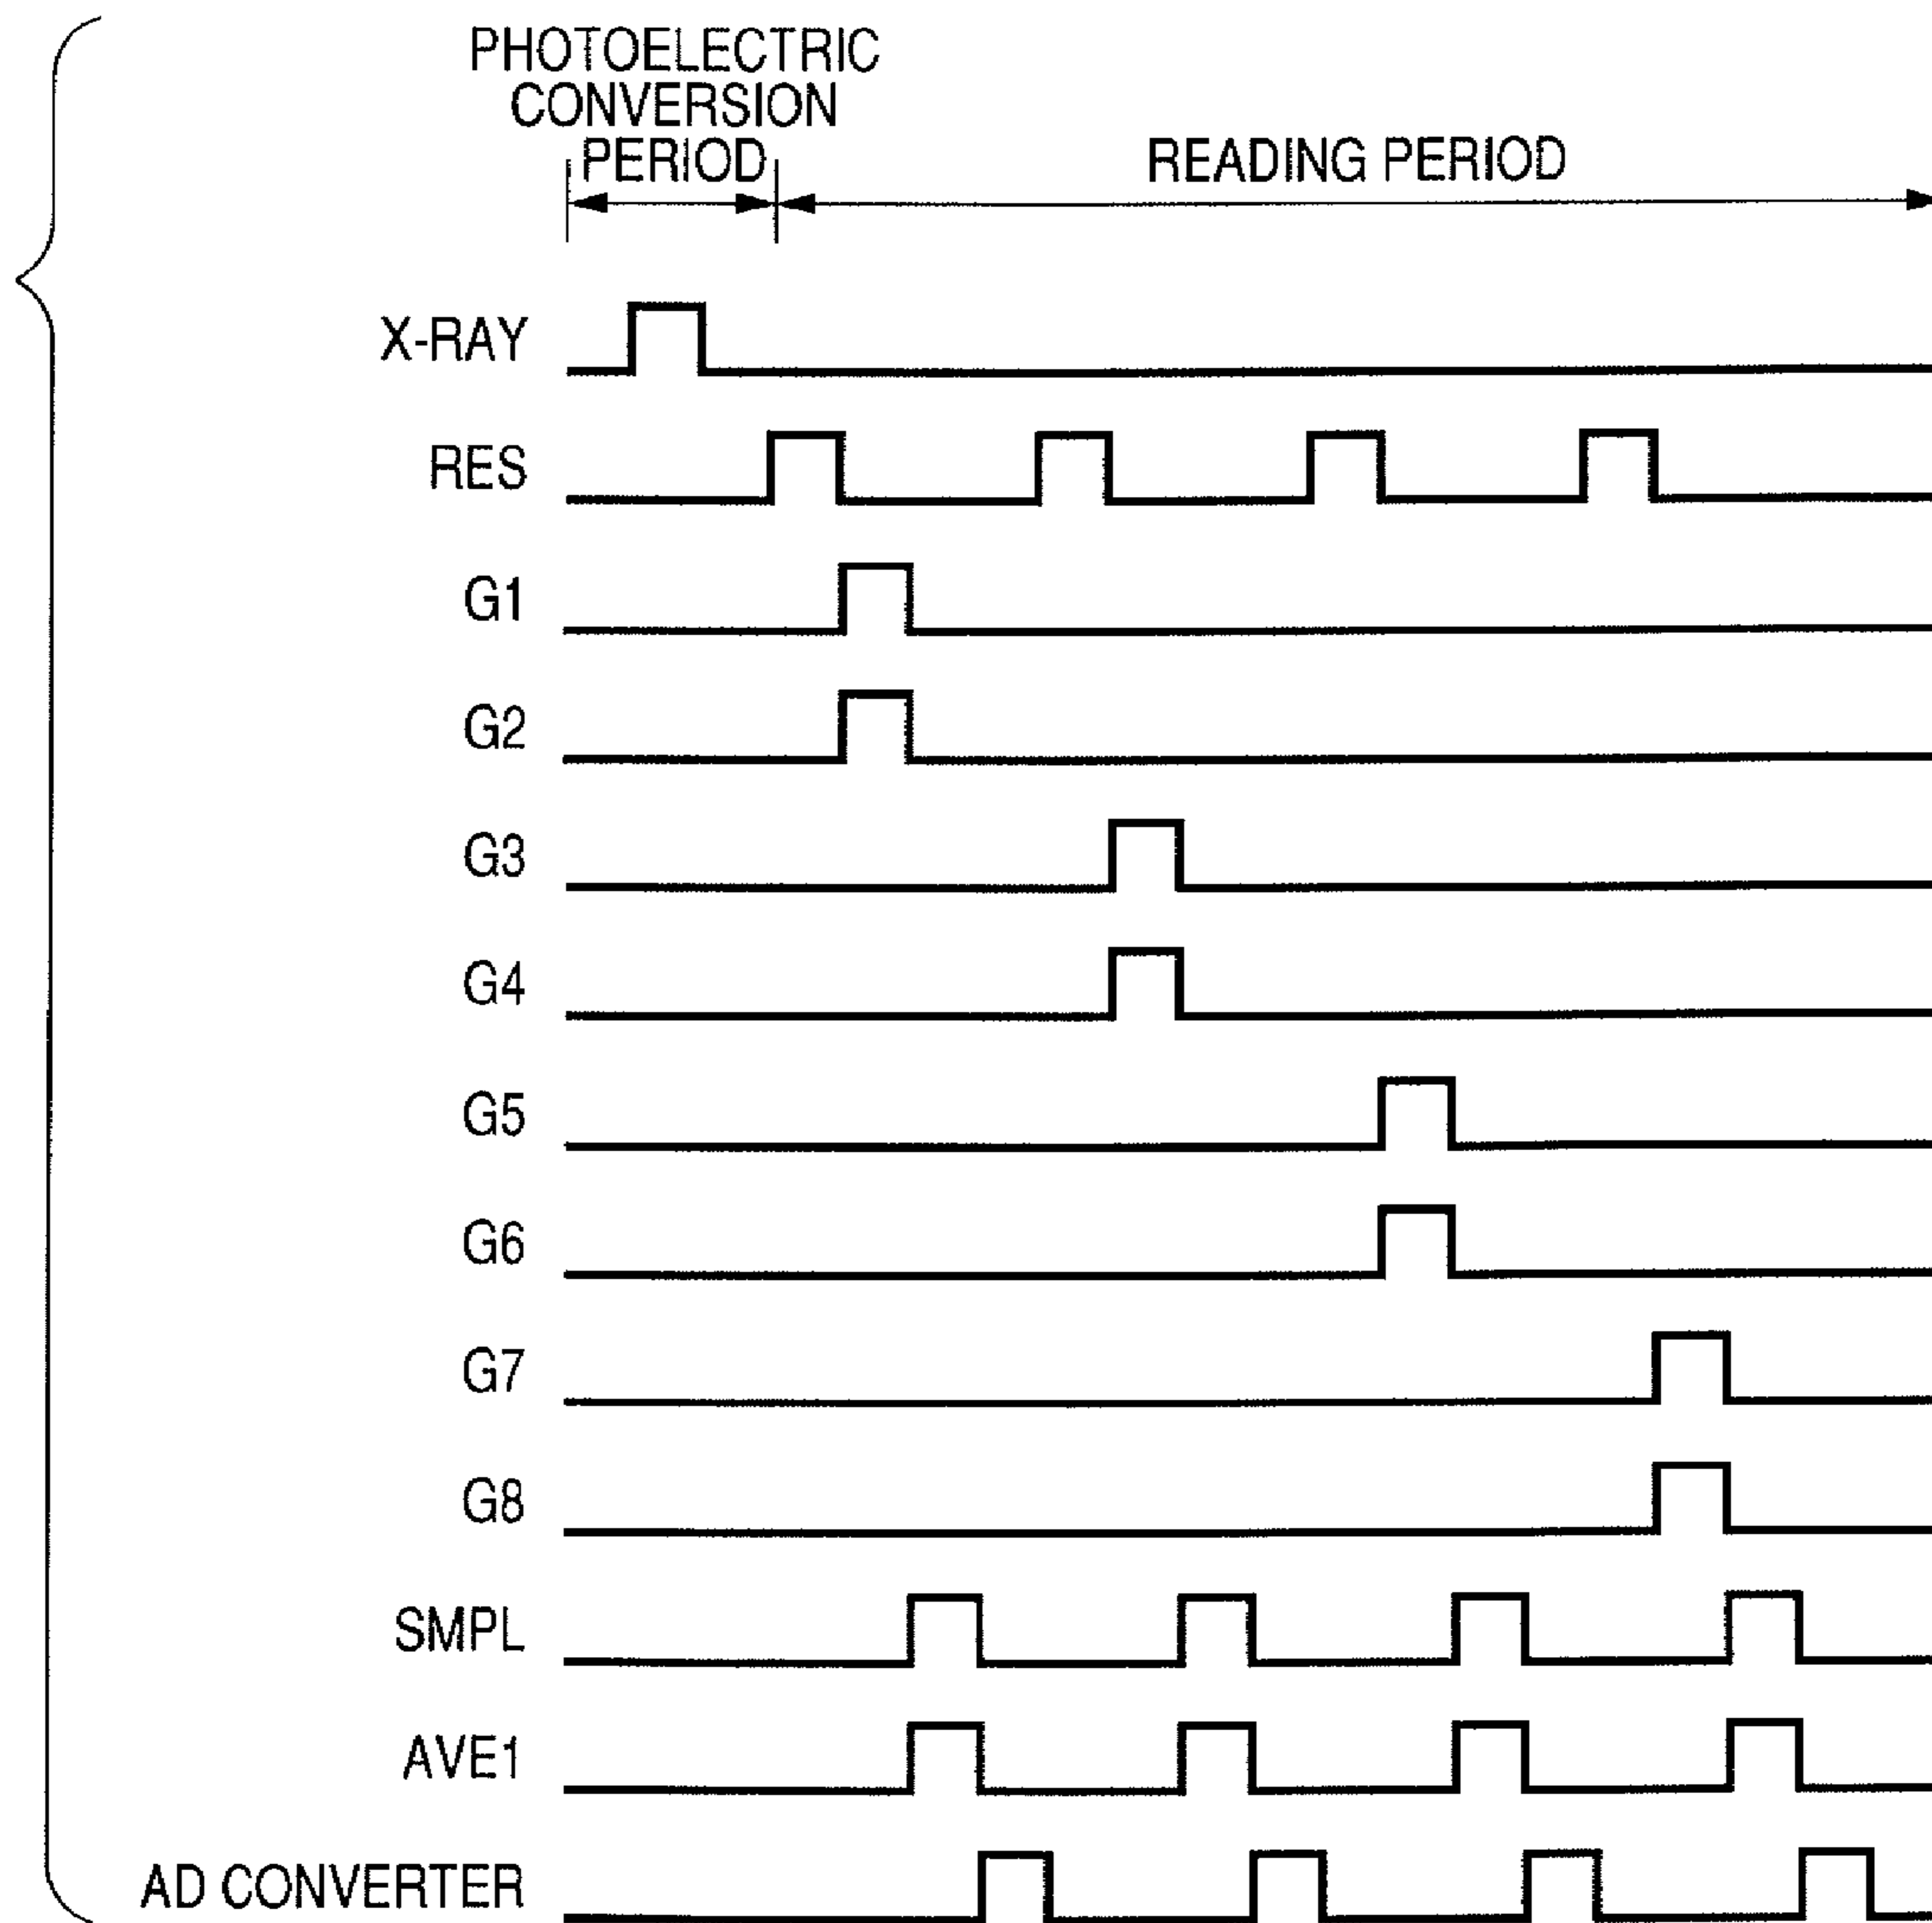 PHOTOELECTRIC
CONVERSION
PERIOD
READING PERIOD
X-RAY
RES
G1
G2
G3
G4
G5
G6
G7
G8
SMPL
AVE1
AD CONVERTER